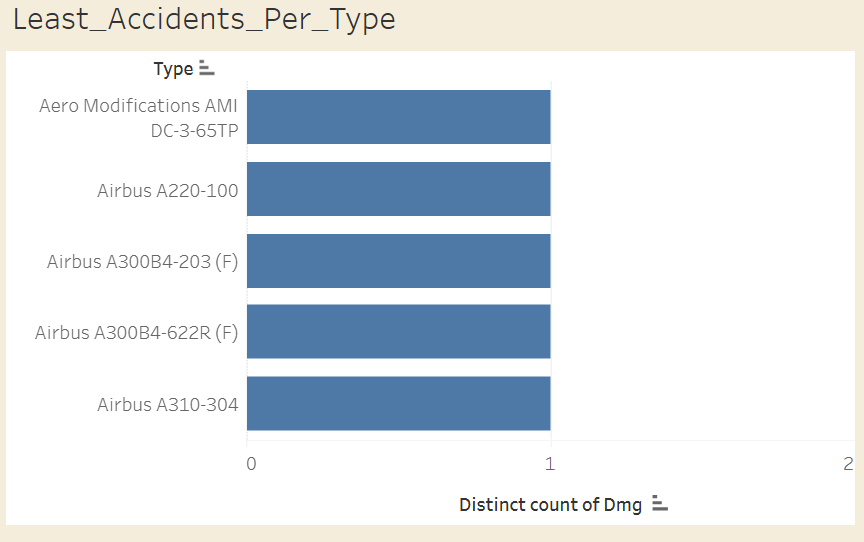 Least_Accidents_Per_Type
Type
Aero Modifications AMI
DC-3-65TP
Airbus A220-100
Airbus A300B4-203 (F)
Airbus A300B4-622R (F)
Airbus A310-304
0 1 2
Distinct count of Dmg